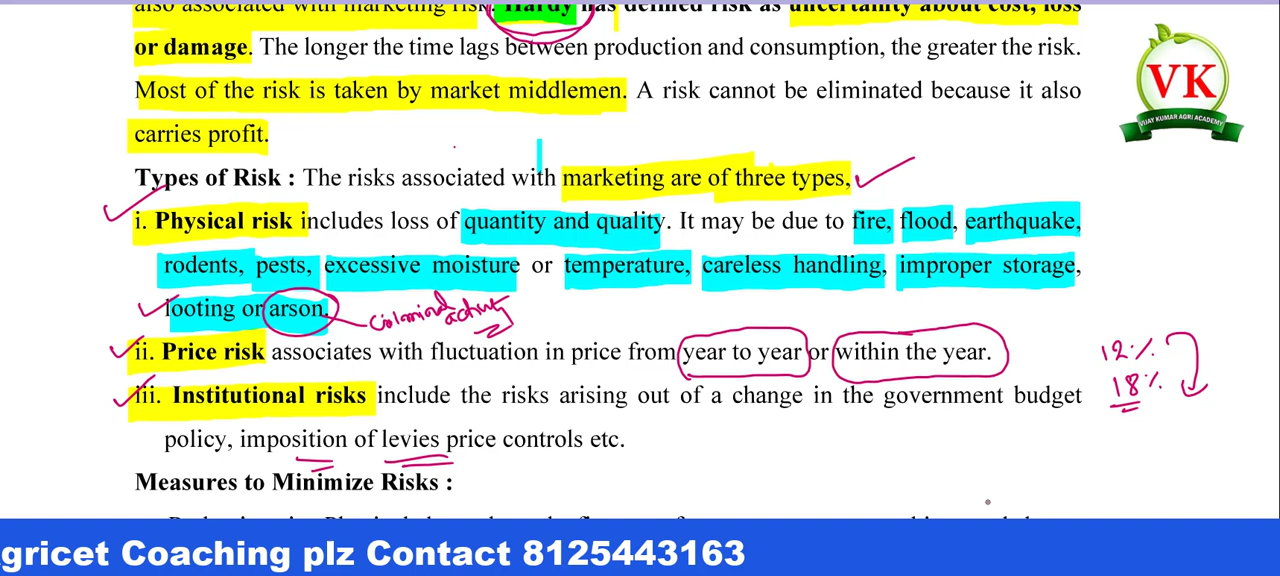 also associated with marketing risk. Hardy has defined risk as uncertainty about cost, loss
or damage. The longer the time lags between production and consumption, the greater the risk.
Most of the risk is taken by market middlemen. A risk cannot be eliminated because it also
carries profit.
VK
VIJAY KUMAR AGRI ACADEMY
Types of Risk : The risks associated with marketing are of three types,
i. Physical risk includes loss of quantity and quality. It may be due to fire, flood, earthquake,
rodents, pests, excessive moisture or temperature, careless handling, improper storage,
looting or arson.
activity
ii. Price risk associates with fluctuation in price from year to year or within the year.
12%
18%
iii. Institutional risks include the risks arising out of a change in the government budget
policy, imposition of levies price controls etc.
Measures to Minimize Risks :
gricet Coaching plz Contact 8125443163